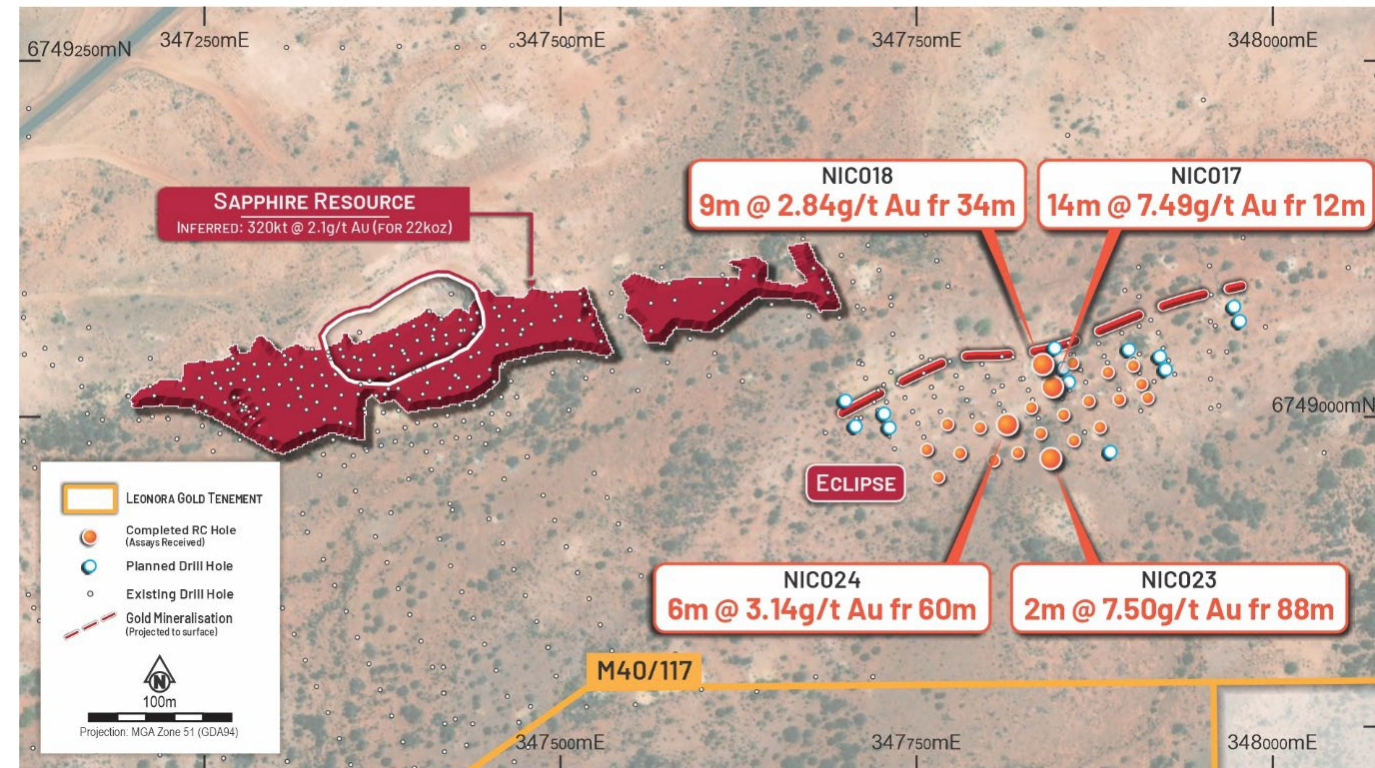 6749250mN
347250mE
347500mE
347750mE
348000mE
SAPPHIRE RESOURCE
INFERRED: 320kt @ 2.1g/t Au (FOR 22koz)
NIC018
9m @ 2.84g/t Au fr 34m
NIC017
14m @ 7.49g/t Au fr 12m
6749000mN
ECLIPSE
NIC024
6m @ 3.14g/t Au fr 60m
NIC023
2m @ 7.50g/t Au fr 88m
M40/117
LEONORA GOLD TENEMENT
Completed RC Hole
(Assays Received)
Planned Drill Hole
Existing Drill Hole
Gold Mineralisation
(Projected to surface)
N
100m
Projection: MGA Zone 51 (GDA94)
347500mE
347750mE
348000mE